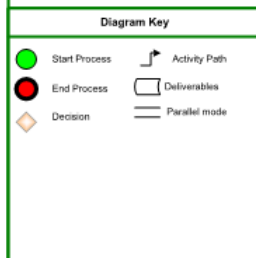 Diagram Key
Start Process Activity Path
End Process Deliverables
Decision Parallel mode